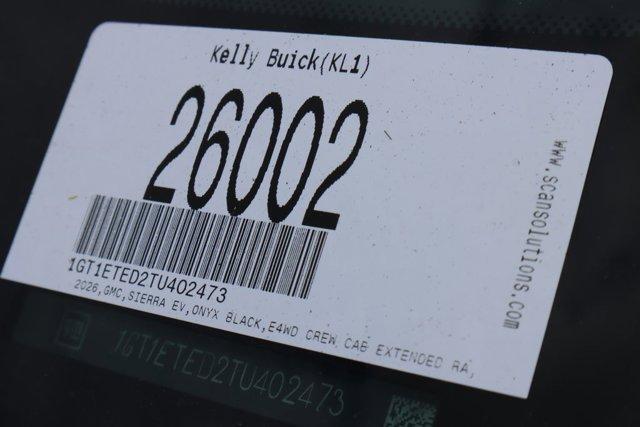 Kelly Buick(KL1)
26002
www.scansolutions.com
1GT1ETED2TU402473
2026,GMC,SIERRA EV,ONYX BLACK,E4WD CREW CAB EXTENDED RA,
GMC
1GT1ETED2TU402473